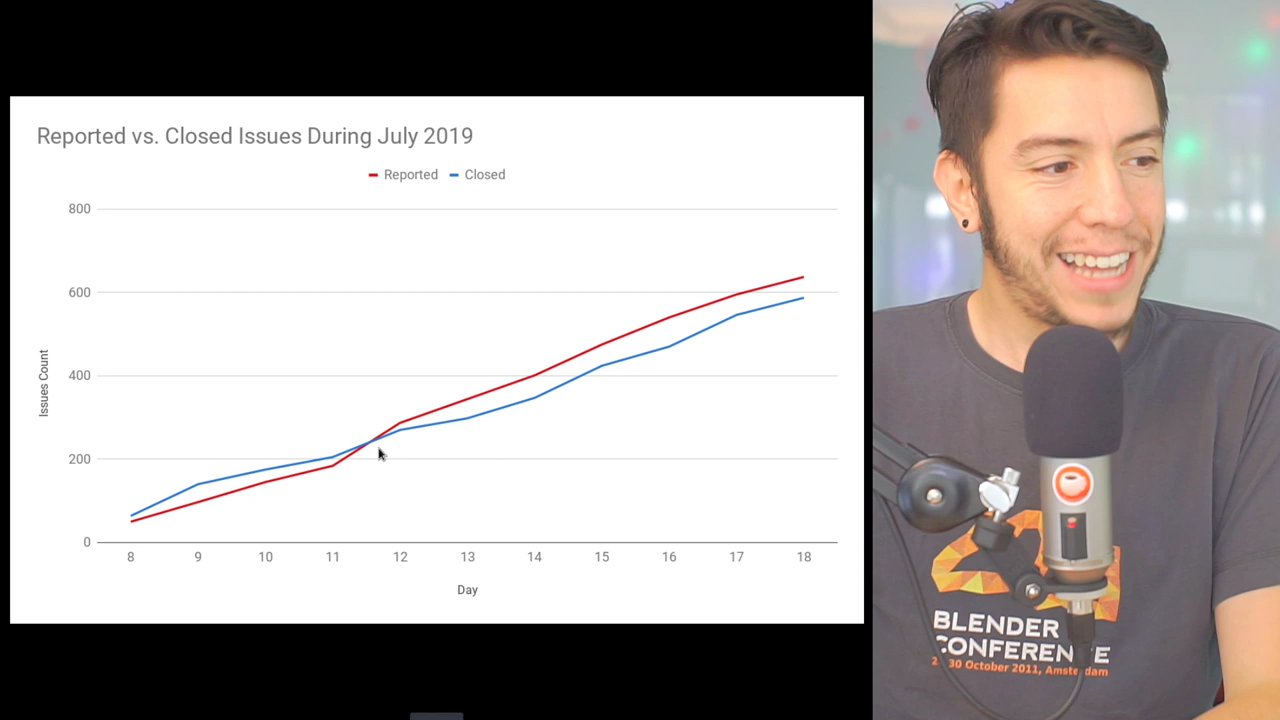 Reported vs. Closed Issues During July 2019
Reported Closed
800
600
400
200
0
Issues Count
8 9 10 11 12 13 14 15 16 17 18
Day
BLENDER
CONFERENCE
30 October 2011, Amsterdam